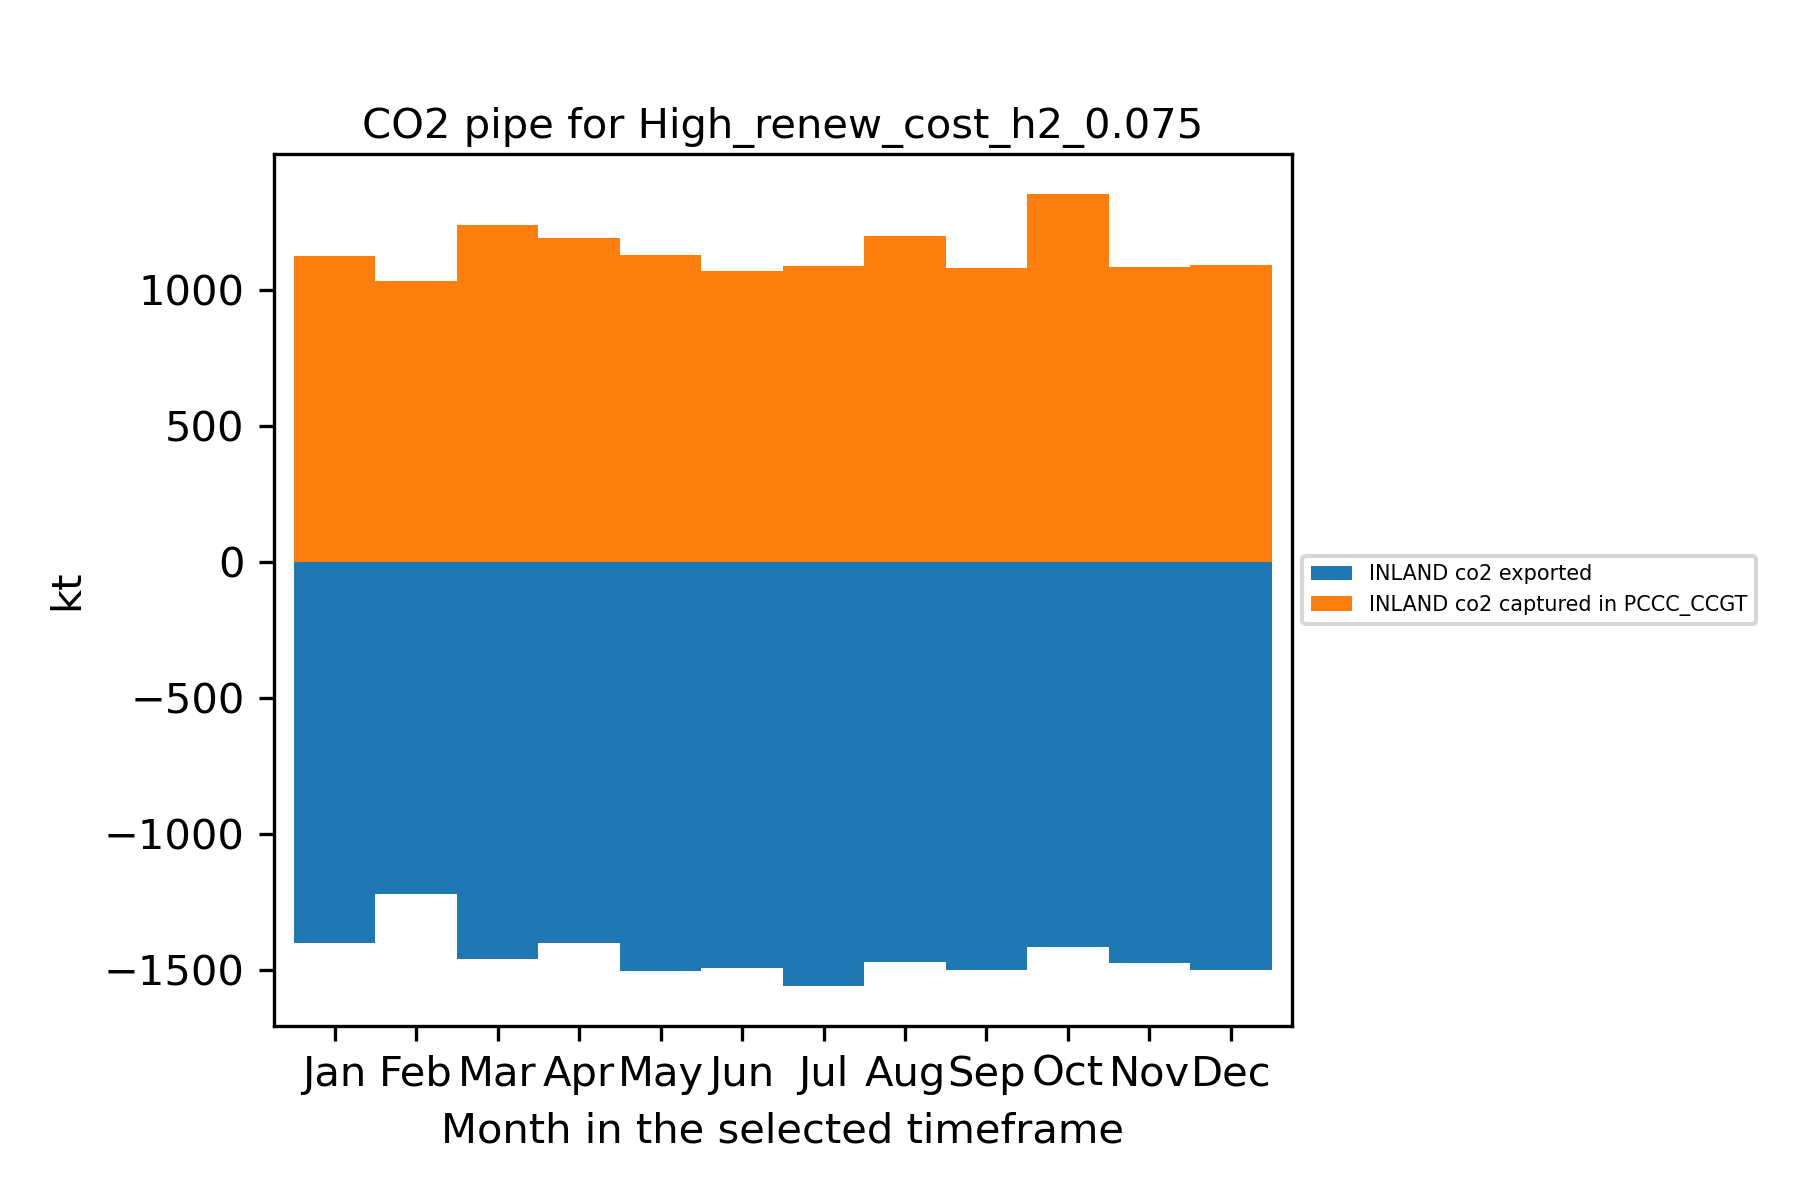 CO2 pipe for High_renew_cost_h2_0.075
1000
500
0
−500
−1000
−1500
kt
Jan Feb Mar Apr May Jun Jul Aug Sep Oct Nov Dec
Month in the selected timeframe
INLAND co2 exported
INLAND co2 captured in PCCC_CCGT